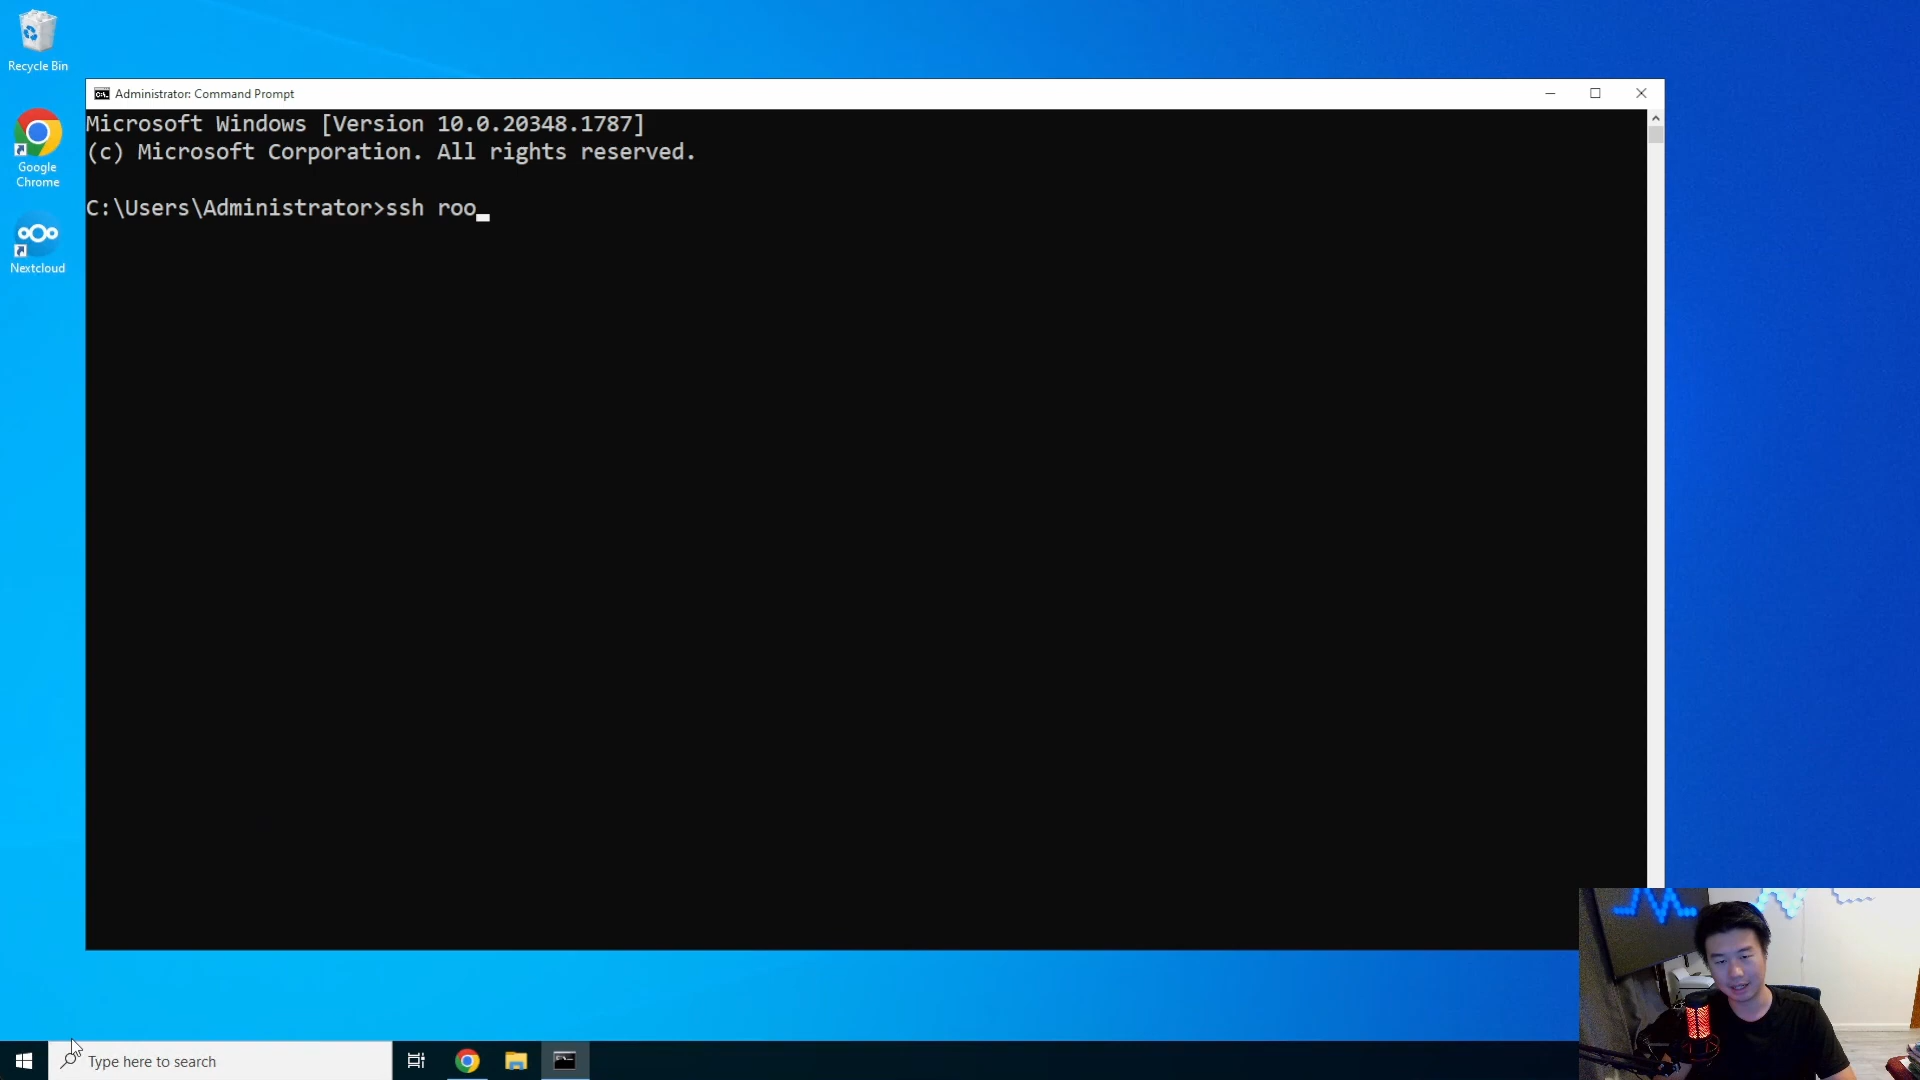 Recycle Bin
Google
Chrome
Nextcloud
Administrator: Command Prompt
Microsoft Windows [Version 10.0.20348.1787]
(c) Microsoft Corporation. All rights reserved.
C:\Users\Administrator>ssh roo_
Type here to search